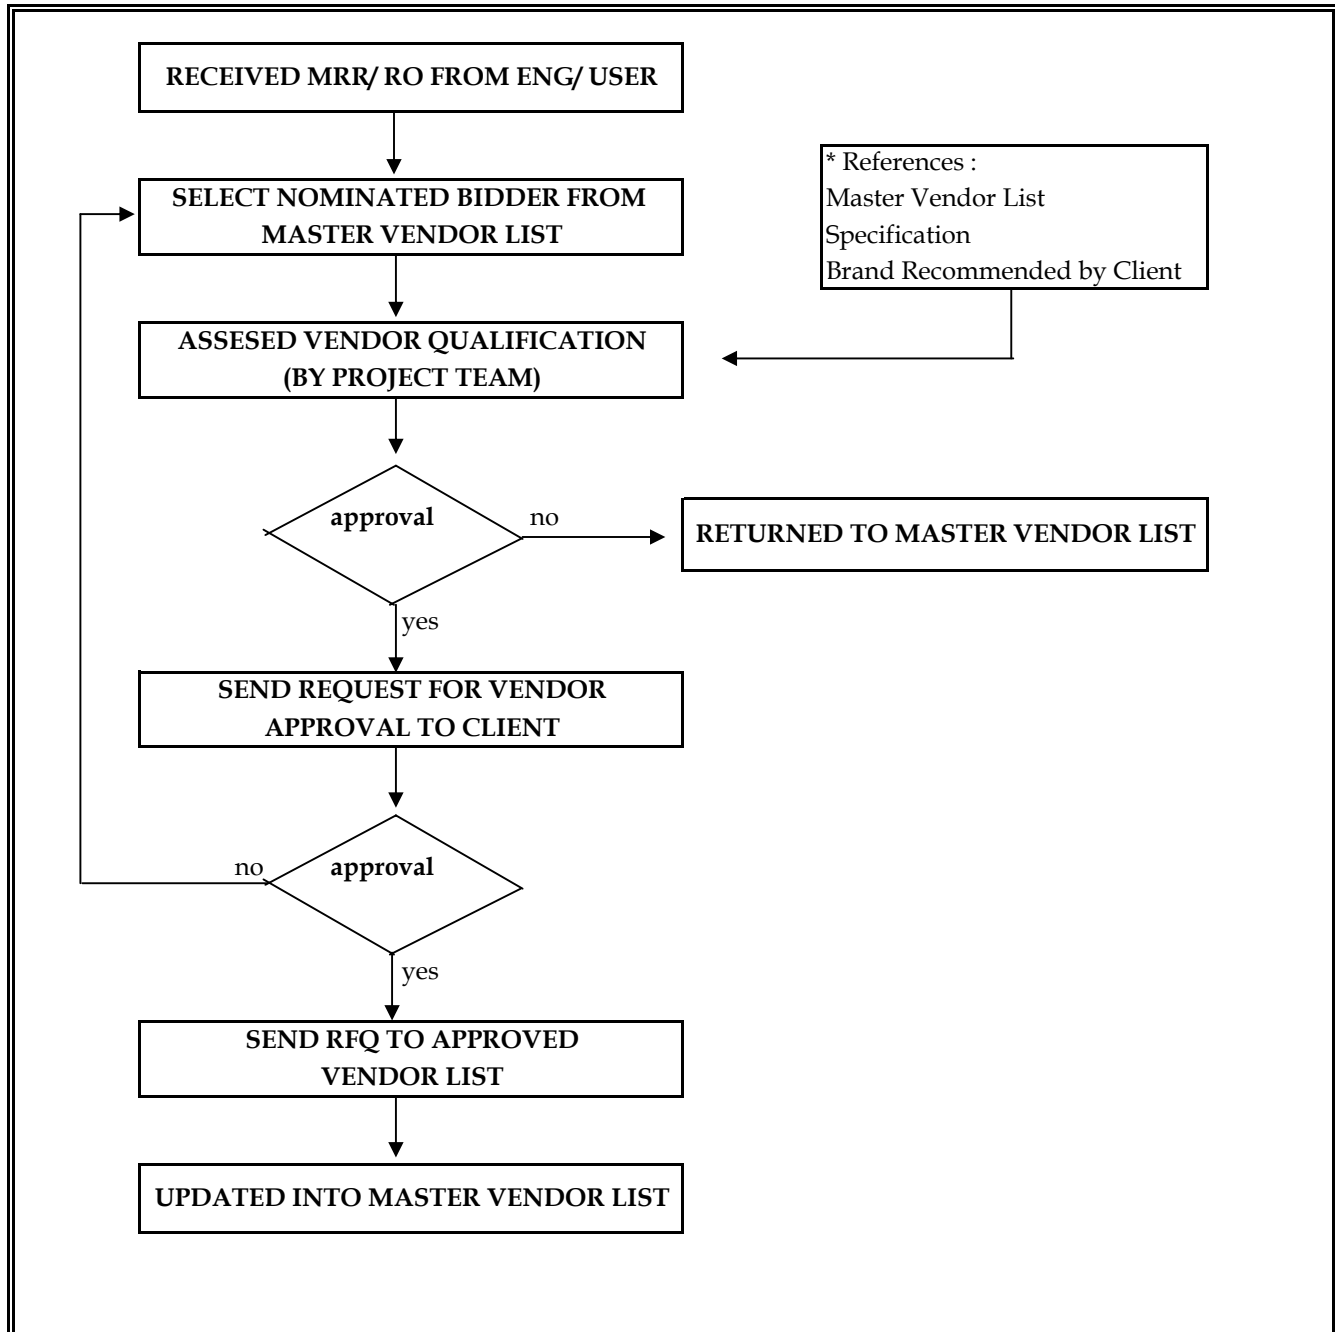 RECEIVED MRR/ RO FROM ENG/ USER
* References :
Master Vendor List
Specification
Brand Recommended by Client
SELECT NOMINATED BIDDER FROM
MASTER VENDOR LIST
ASSESED VENDOR QUALIFICATION
(BY PROJECT TEAM)
approval
no
RETURNED TO MASTER VENDOR LIST
yes
SEND REQUEST FOR VENDOR
APPROVAL TO CLIENT
no
approval
yes
SEND RFQ TO APPROVED
VENDOR LIST
UPDATED INTO MASTER VENDOR LIST